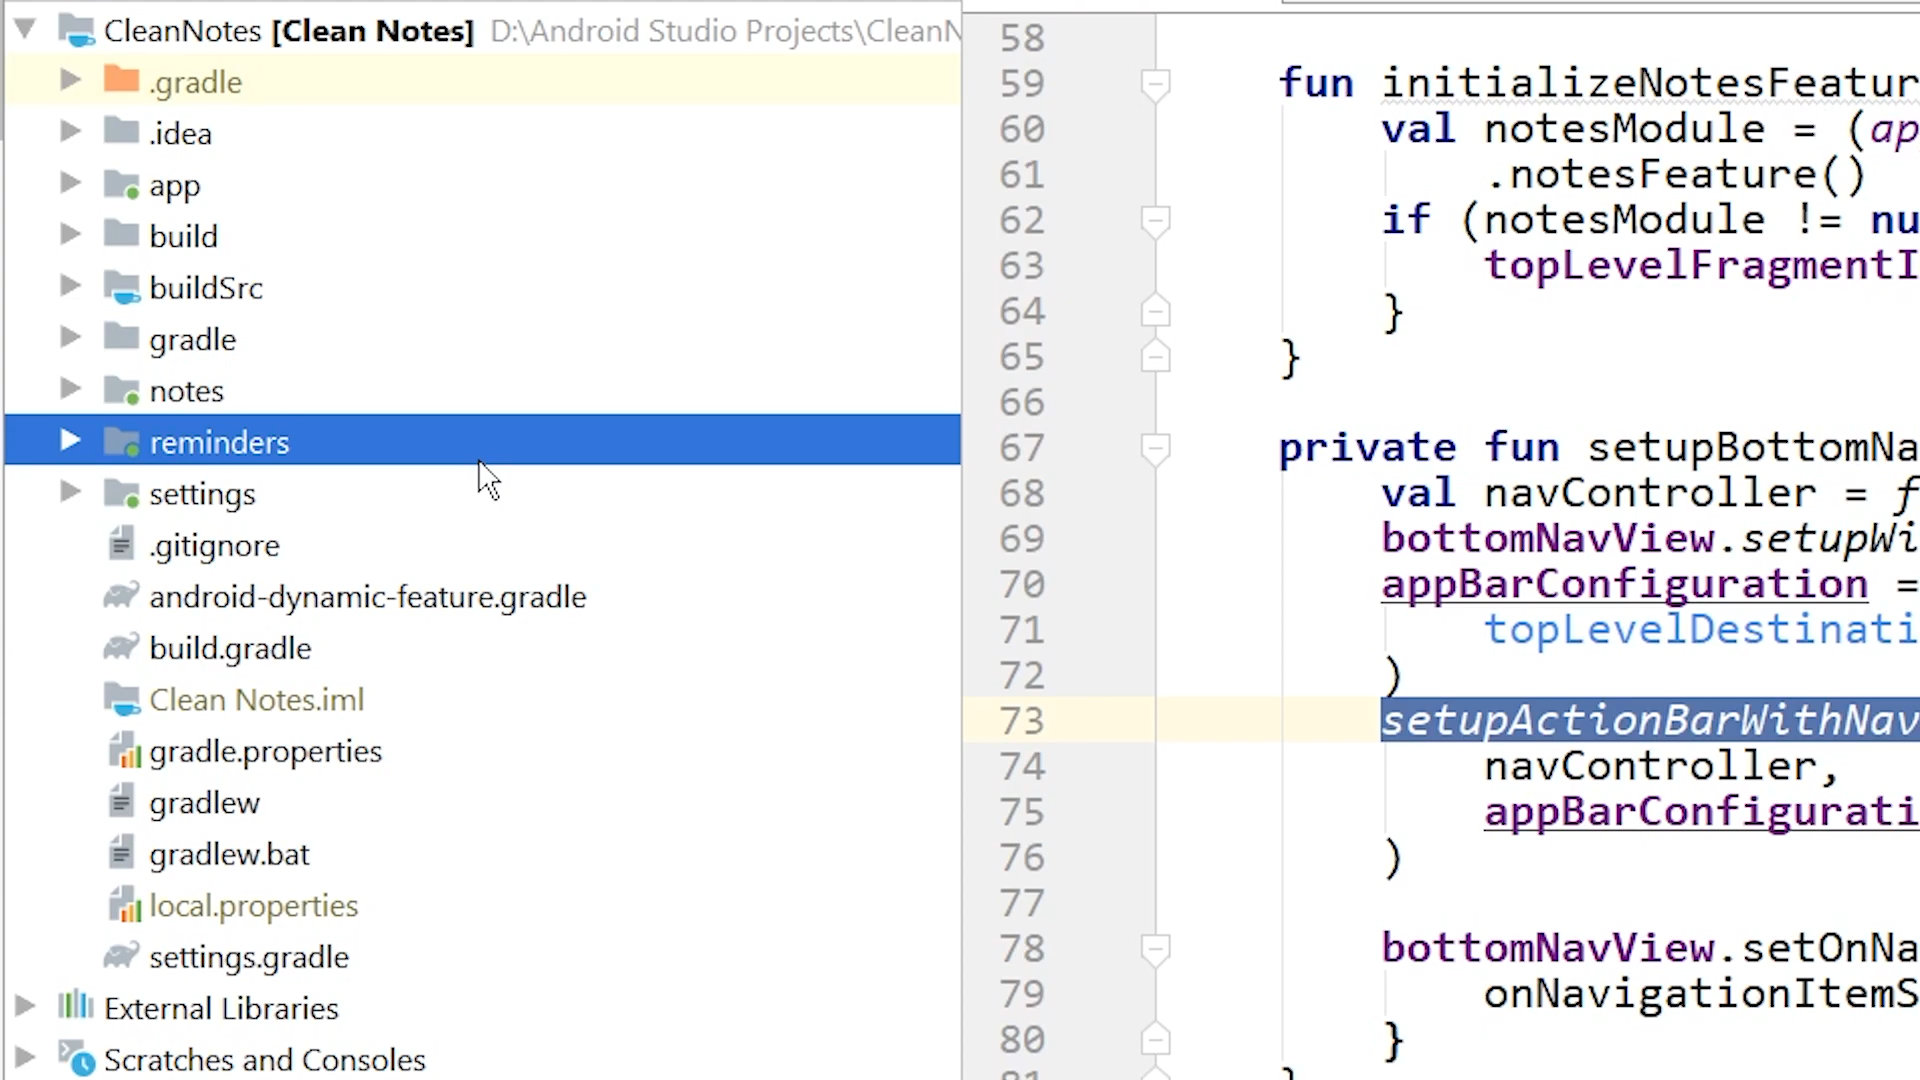 CleanNotes [Clean Notes] D:\Android Studio Projects\CleanN
.gradle
.idea
app
build
buildSrc
gradle
notes
reminders
settings
.gitignore
android-dynamic-feature.gradle
build.gradle
Clean Notes.iml
gradle.properties
gradlew
gradlew.bat
local.properties
settings.gradle
External Libraries
Scratches and Consoles
58
59 fun initializeNotesFeatur
60 val notesModule = (ap
61 .notesFeature()
62 if (notesModule != nu
63 topLevelFragmentI
64 }
65 }
66
67 private fun setupBottomNa
68 val navController = f
69 bottomNavView.setupWi
70 appBarConfiguration =
71 topLevelDestinati
72 )
73 setupActionBarWithNav
74 navController,
75 appBarConfigurati
76 )
77
78 bottomNavView.setOnNa
79 onNavigationItemS
80 }
81 }